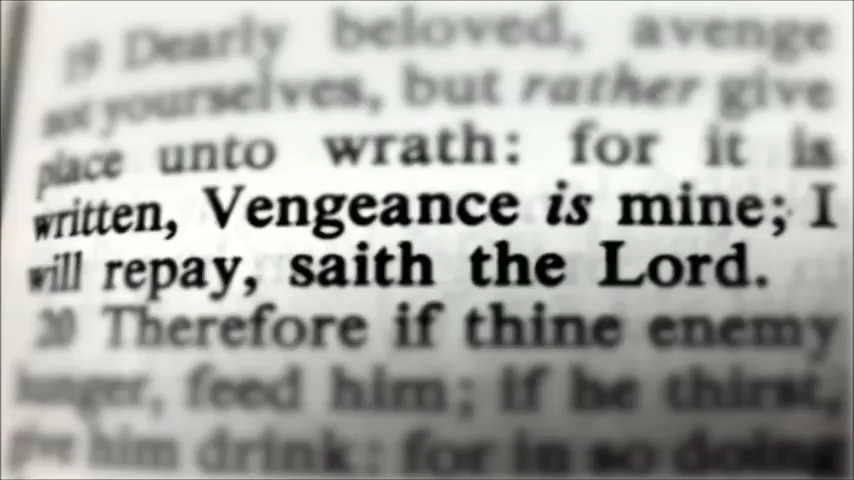 19 Dearly beloved, avenge
not yourselves, but rather give
place unto wrath: for it is
written, Vengeance is mine; I
will repay, saith the Lord.
20 Therefore if thine enemy
hunger, feed him; if he thirst,
give him drink: for in so doing